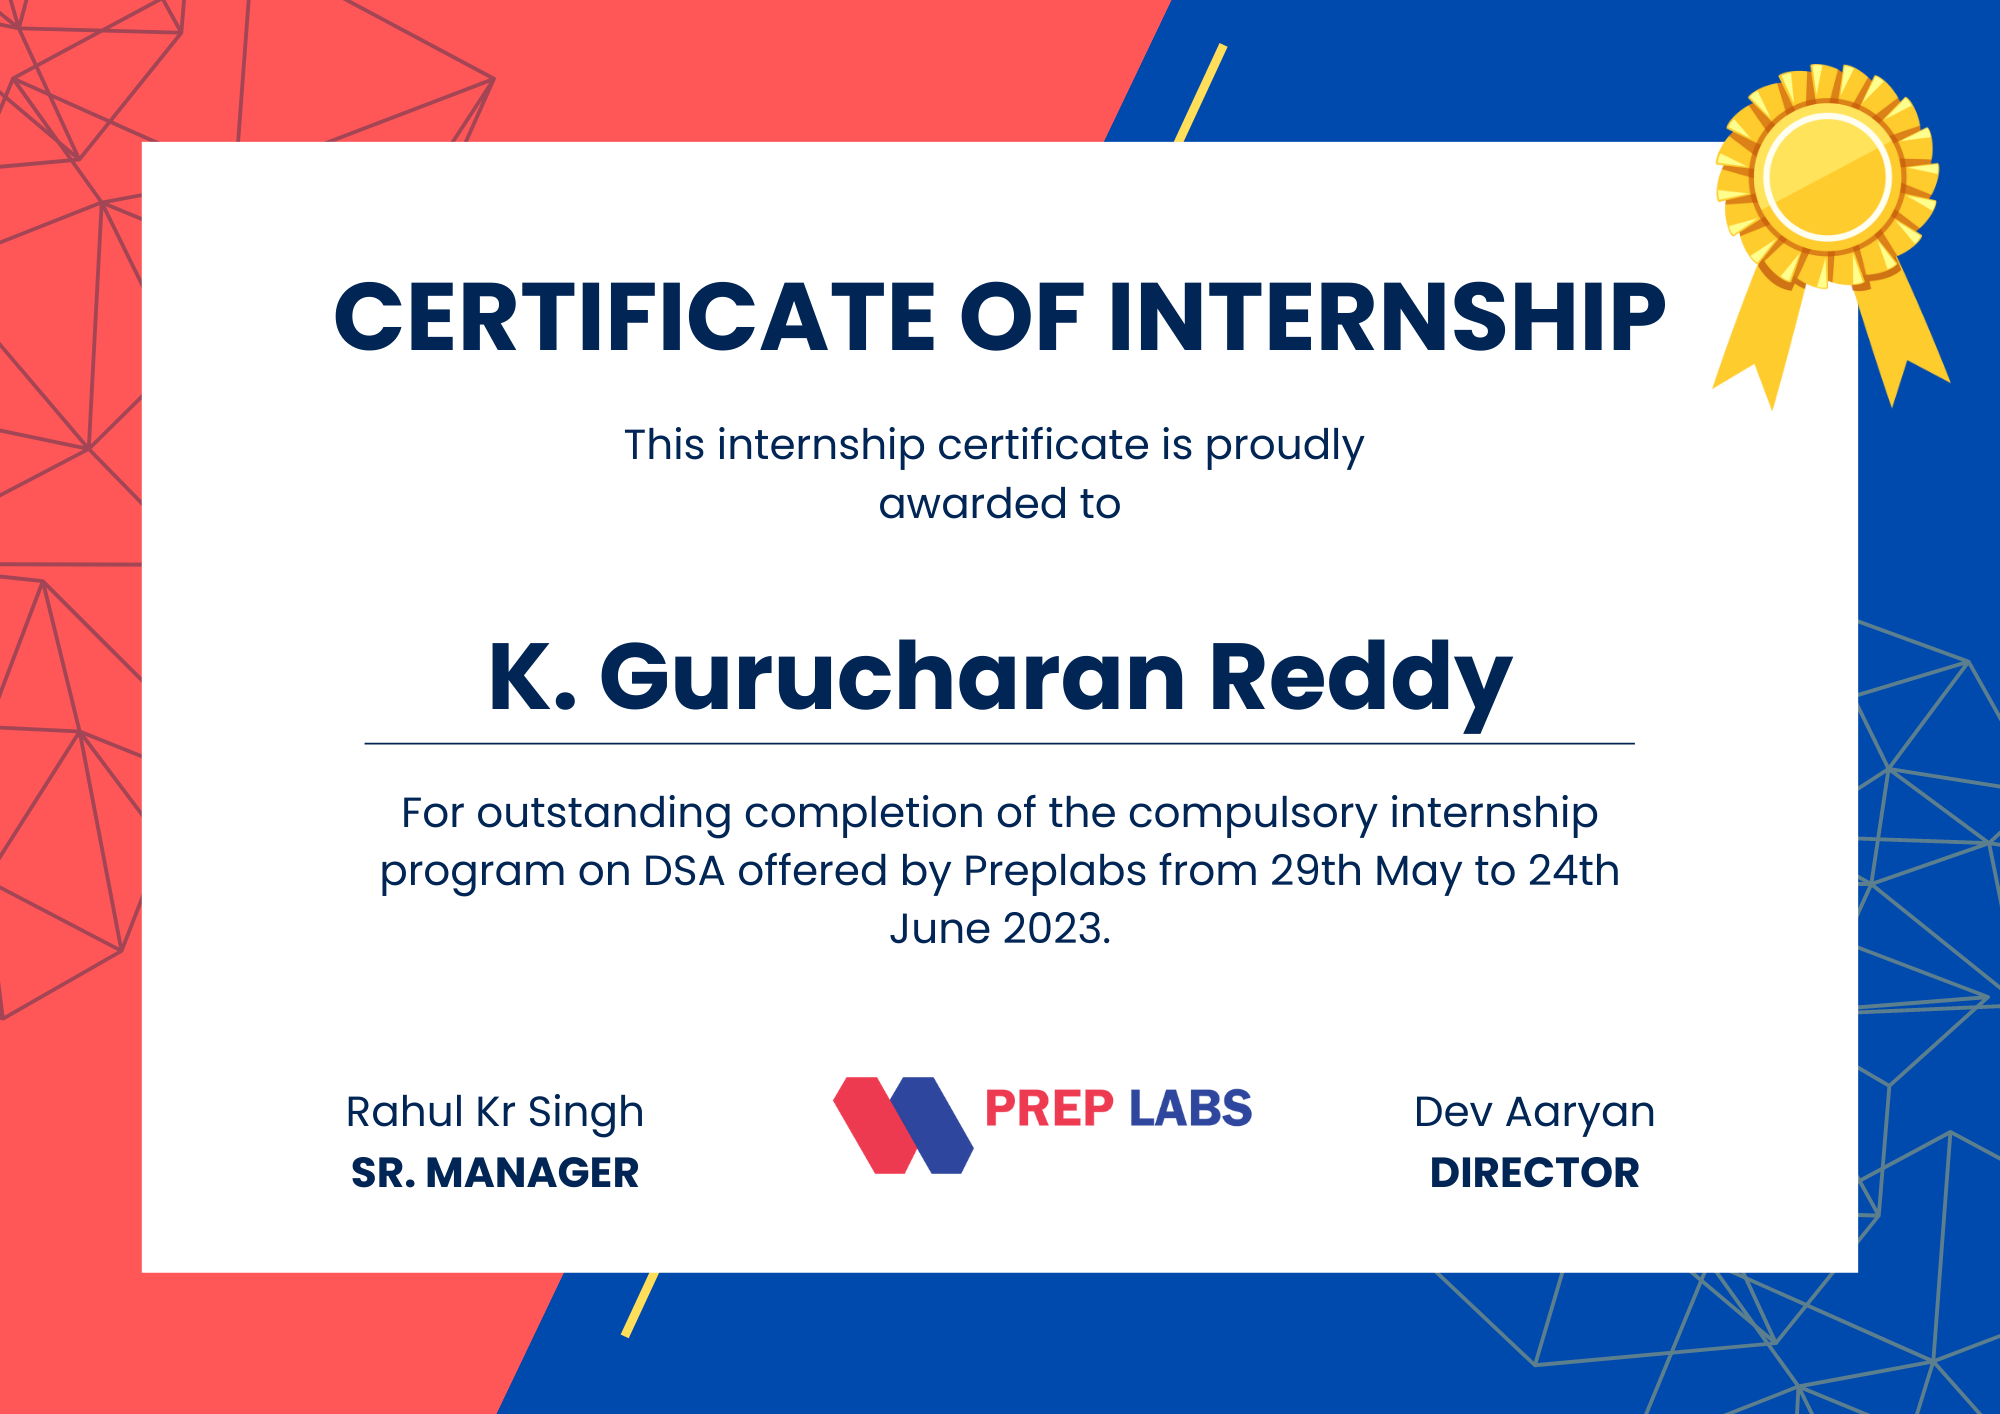 CERTIFICATE OF INTERNSHIP
This internship certificate is proudly
awarded to
K. Gurucharan Reddy
For outstanding completion of the compulsory internship
program on DSA offered by Preplabs from 29th May to 24th
June 2023.
Rahul Kr Singh
SR. MANAGER
PREP LABS
Dev Aaryan
DIRECTOR